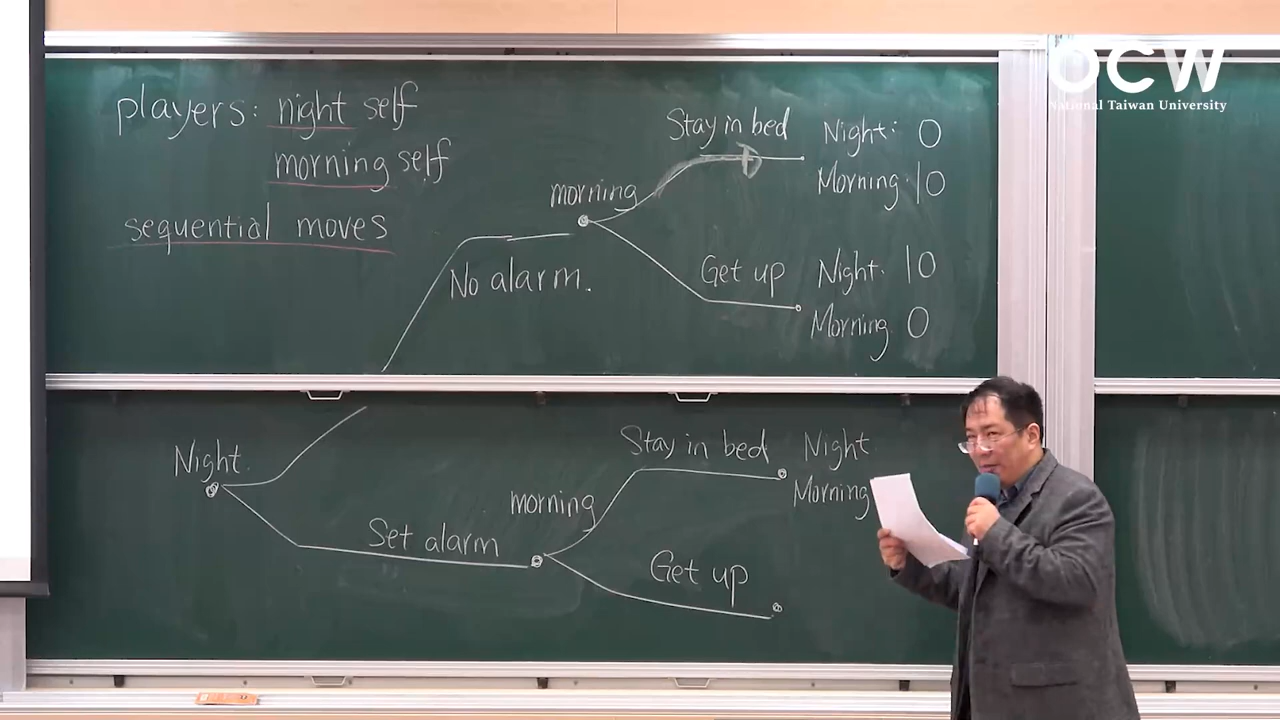 OCW
National Taiwan University
players: night self
morning self
sequential moves
Stay in bed
Night: 0
Morning: 10
morning
No alarm.
Get up
Night: 10
Morning 0
Night.
Set alarm
morning
Stay in bed
Night
Morning
Get up